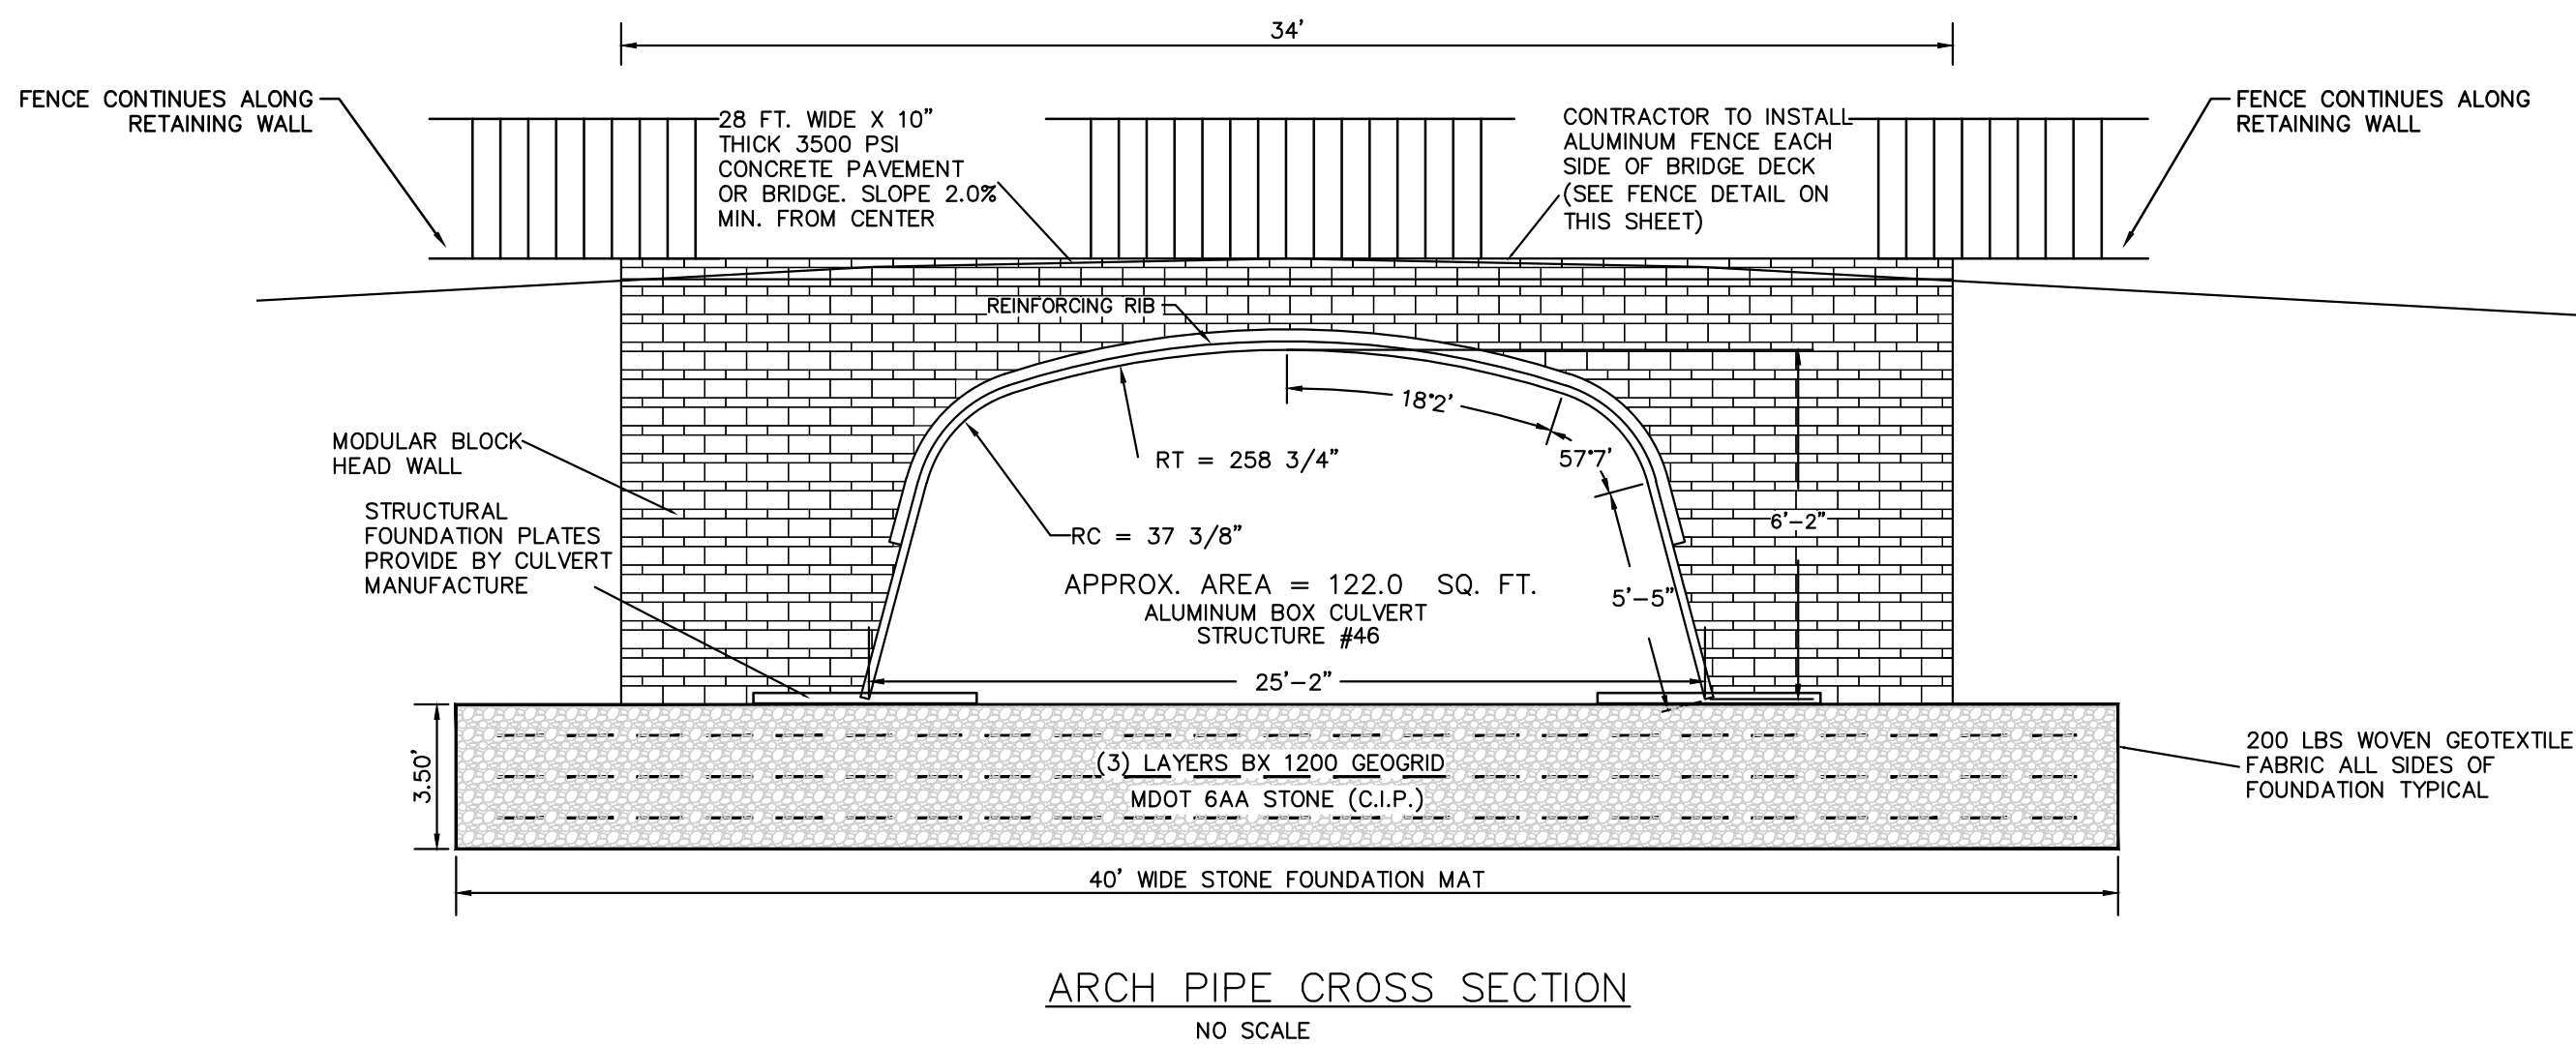 34'
FENCE CONTINUES ALONG
RETAINING WALL
28 FT. WIDE X 10"
THICK 3500 PSI
CONCRETE PAVEMENT
OR BRIDGE. SLOPE 2.0%
MIN. FROM CENTER
CONTRACTOR TO INSTALL
ALUMINUM FENCE EACH
SIDE OF BRIDGE DECK
(SEE FENCE DETAIL ON
THIS SHEET)
FENCE CONTINUES ALONG
RETAINING WALL
REINFORCING RIB
18°2'
MODULAR BLOCK
HEAD WALL
RT = 258 3/4"
57°7'
STRUCTURAL
FOUNDATION PLATES
PROVIDE BY CULVERT
MANUFACTURE
RC = 37 3/8"
6'-2"
APPROX. AREA = 122.0 SQ. FT.
ALUMINUM BOX CULVERT
STRUCTURE #46
5'-5"
25'-2"
3.50'
(3) LAYERS BX 1200 GEOGRID
MDOT 6AA STONE (C.I.P.)
200 LBS WOVEN GEOTEXTILE
FABRIC ALL SIDES OF
FOUNDATION TYPICAL
40' WIDE STONE FOUNDATION MAT
ARCH PIPE CROSS SECTION
NO SCALE